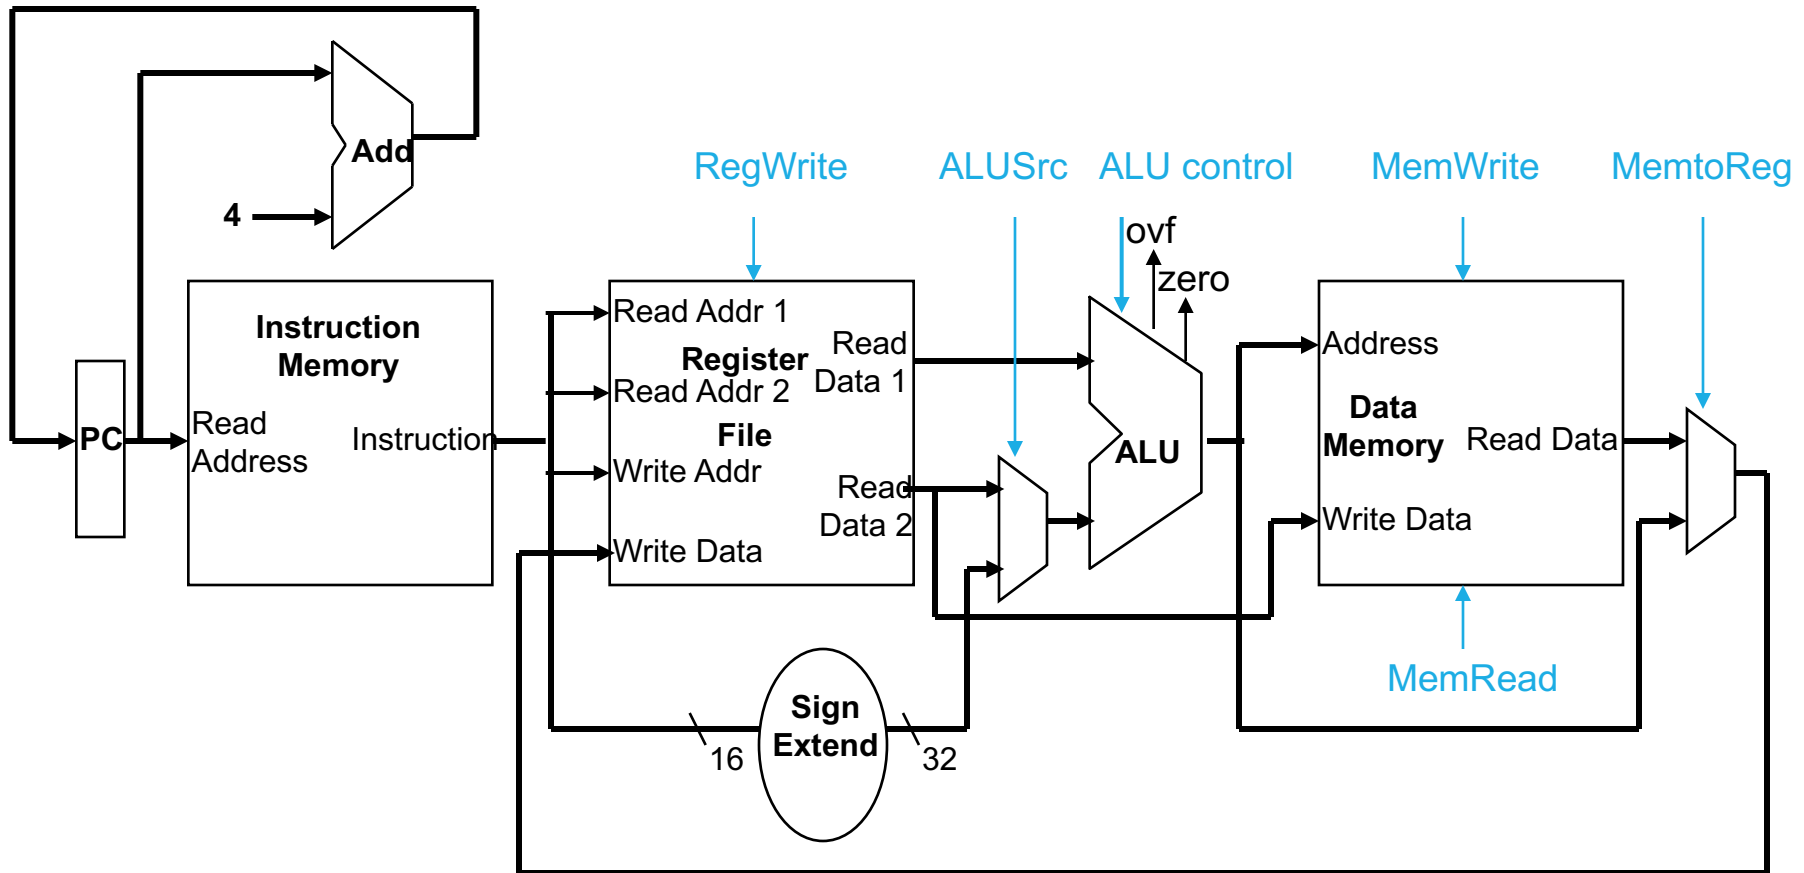 Add
4
RegWrite
ALUSrc
ALU control
MemWrite
MemtoReg
ovf
zero
PC
Instruction
Memory
Read
Address
Instruction
Read Addr 1
Register
Read Addr 2
File
Write Addr
Write Data
Read
Data 1
Read
Data 2
ALU
Address
Data
Memory
Read Data
Write Data
MemRead
Sign
Extend
16
32